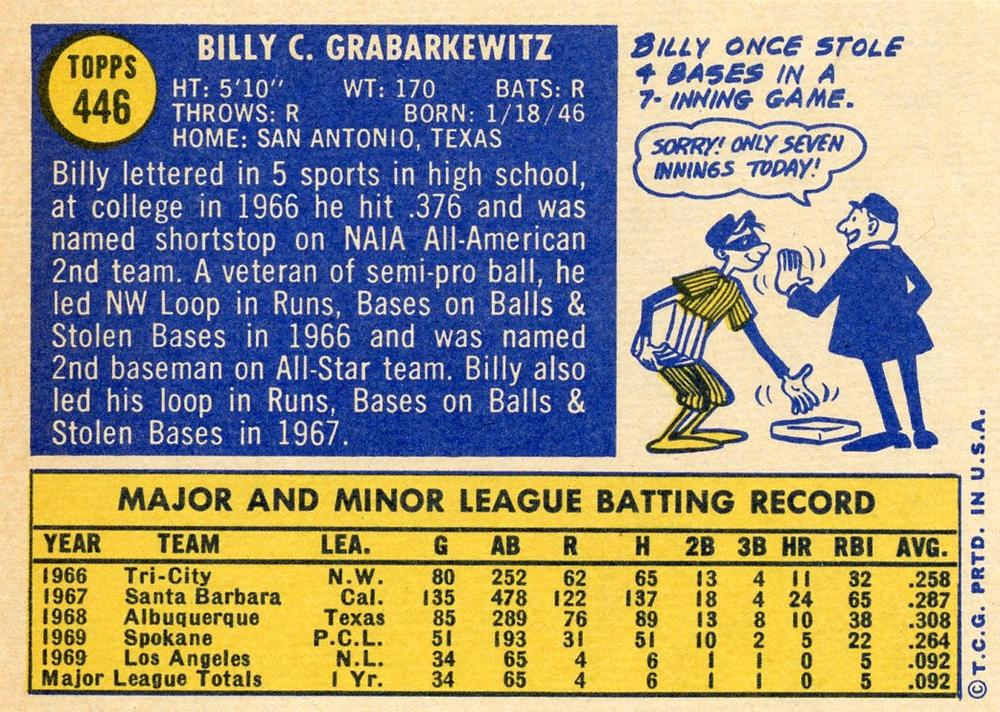 TOPPS
446
BILLY C. GRABARKEWITZ
HT: 5'10" WT: 170 BATS: R
THROWS: R BORN: 1/18/46
HOME: SAN ANTONIO, TEXAS
Billy lettered in 5 sports in high school,
at college in 1966 he hit .376 and was
named shortstop on NAIA All-American
2nd team. A veteran of semi-pro ball, he
led NW Loop in Runs, Bases on Balls &
Stolen Bases in 1966 and was named
2nd baseman on All-Star team. Billy also
led his loop in Runs, Bases on Balls &
Stolen Bases in 1967.
BILLY ONCE STOLE
4 BASES IN A
7-INNING GAME.
SORRY! ONLY SEVEN
INNINGS TODAY!
MAJOR AND MINOR LEAGUE BATTING RECORD
YEAR TEAM LEA. G AB R H 2B 3B HR RBI AVG.
1966 Tri-City N.W. 80 252 62 65 13 4 11 32 .258
1967 Santa Barbara Cal. 135 478 122 137 18 4 24 65 .287
1968 Albuquerque Texas 85 289 76 89 13 8 10 38 .308
1969 Spokane P.C.L. 51 193 31 51 10 2 5 22 .264
1969 Los Angeles N.L. 34 65 4 6 1 1 0 5 .092
Major League Totals 1 Yr. 34 65 4 6 1 1 0 5 .092
© T.C.G. PRTD. IN U.S.A.